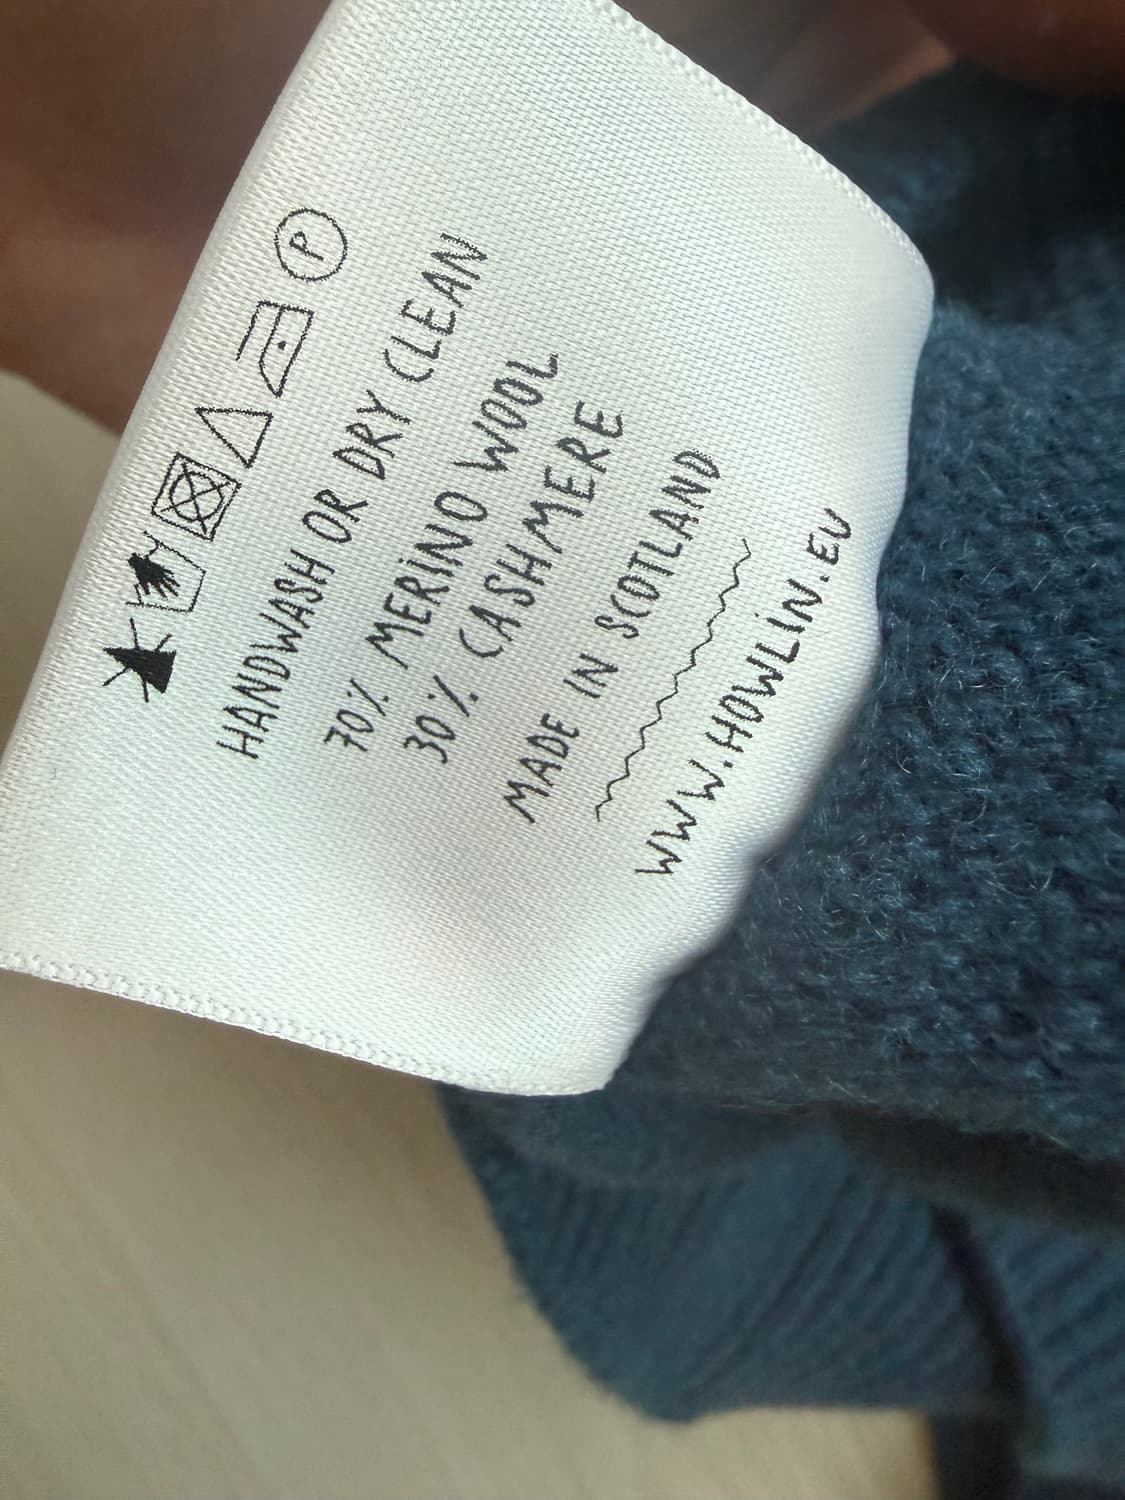 P
HANDWASH OR DRY CLEAN
70% MERINO WOOL
30% CASHMERE
MADE IN SCOTLAND
WWW.HOWLIN.EU